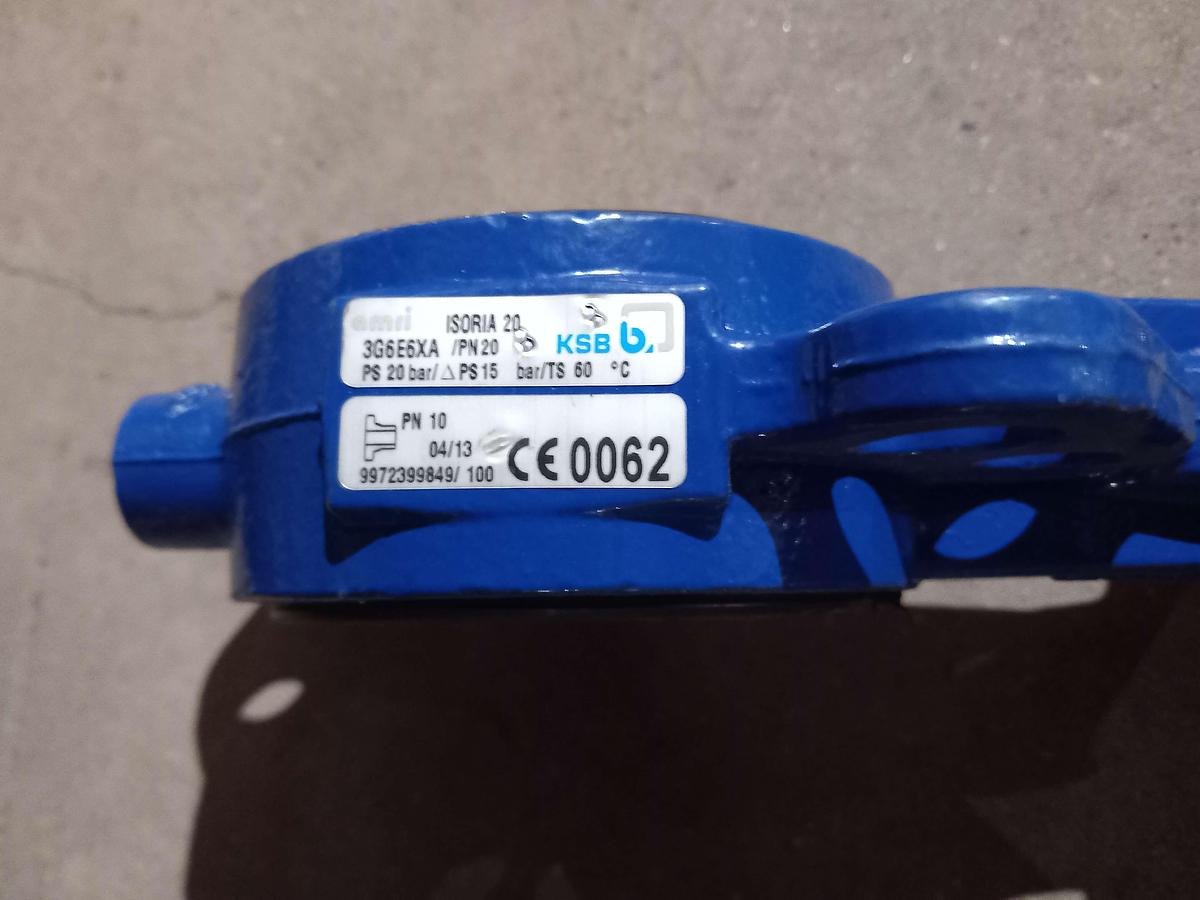 amri ISORIA 20
3G6E6XA /PN 20 KSB b
PS 20 bar/△ PS 15 bar/TS 60 °C
PN 10
04/13
9972399849/ 100 CE 0062